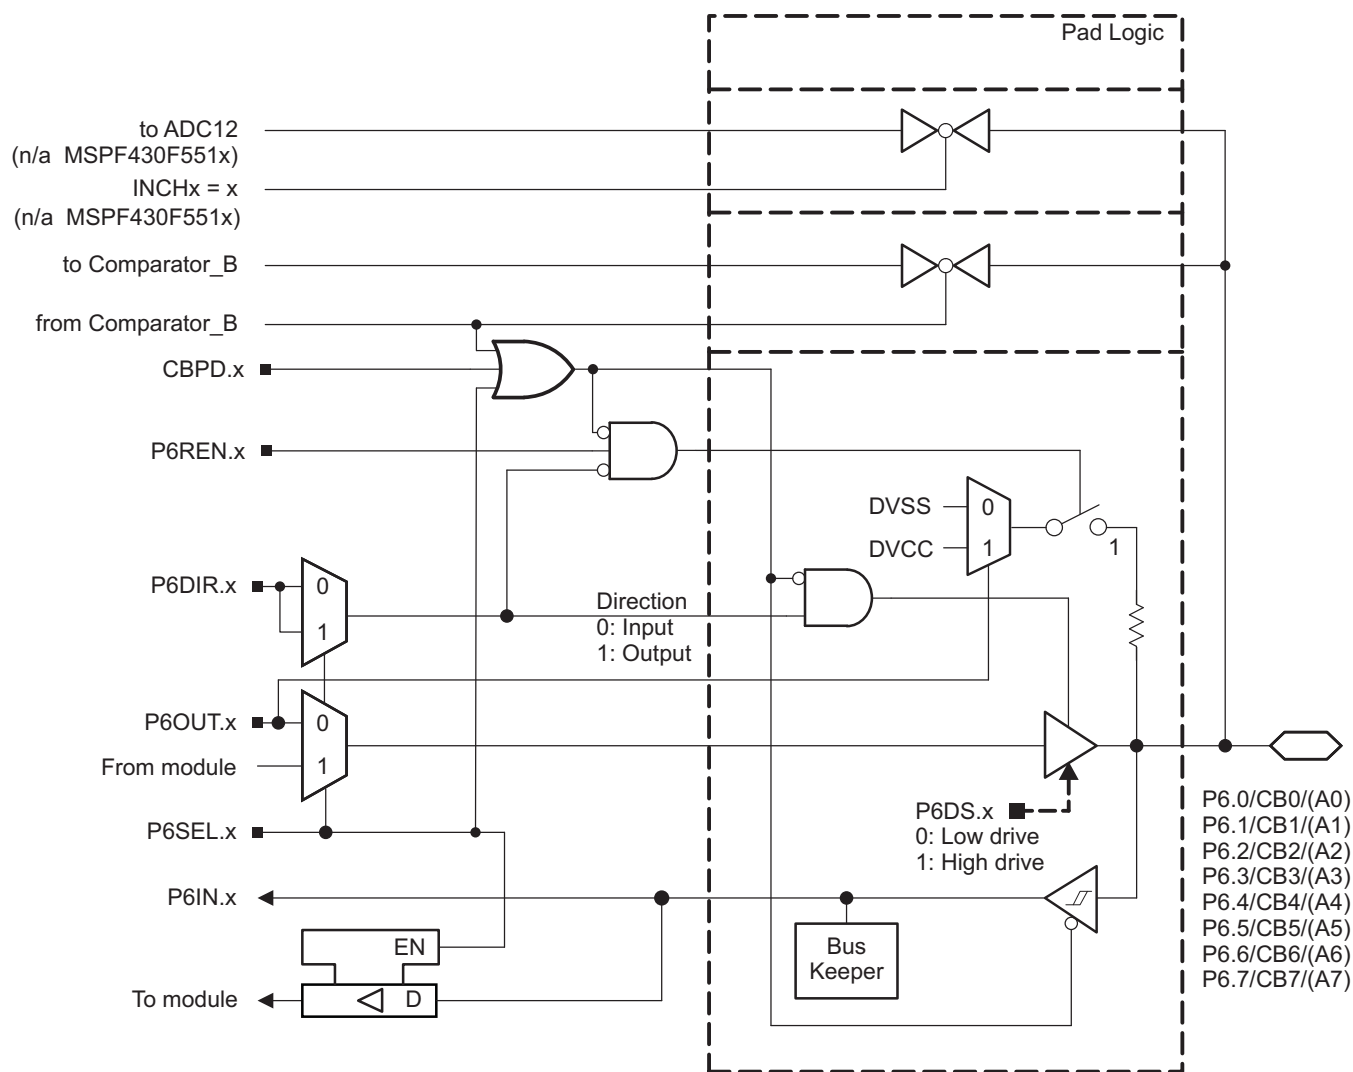 Pad Logic
to ADC12
(n/a MSPF430F551x)
INCHx = x
(n/a MSPF430F551x)
to Comparator_B
from Comparator_B
CBPD.x
P6REN.x
DVSS
0
DVCC
1
1
P6DIR.x
0
1
Direction
0: Input
1: Output
P6OUT.x
0
From module
1
P6DS.x
0: Low drive
1: High drive
P6SEL.x
P6IN.x
Bus
Keeper
EN
D
To module
P6.0/CB0/(A0)
P6.1/CB1/(A1)
P6.2/CB2/(A2)
P6.3/CB3/(A3)
P6.4/CB4/(A4)
P6.5/CB5/(A5)
P6.6/CB6/(A6)
P6.7/CB7/(A7)